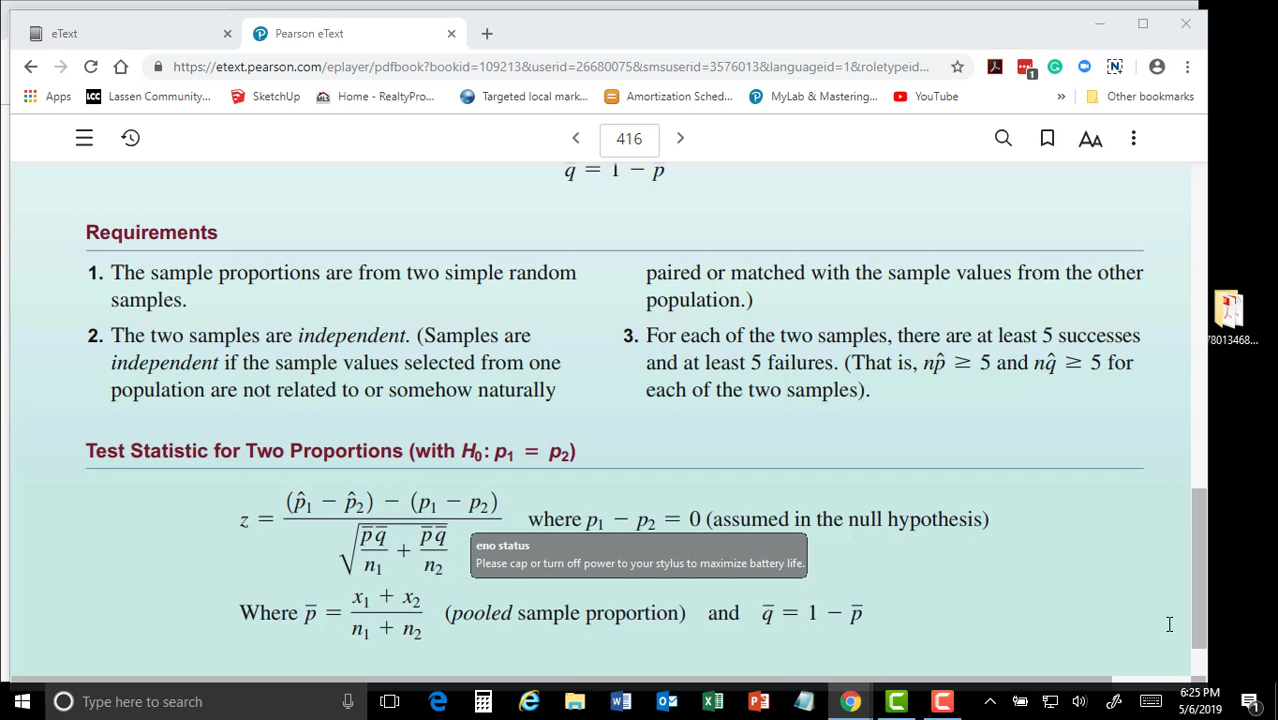 eText
Pearson eText
https://etext.pearson.com/eplayer/pdfbook?bookid=109213&userid=26680075&smsuserid=3576013&languageid=1&roletypeid...
Apps
Lassen Community...
SketchUp
Home - RealtyPro...
Targeted local mark...
Amortization Sched...
MyLab & Mastering...
YouTube
»
Other bookmarks
416
q̅ = 1 − p̅
Requirements
1. The sample proportions are from two simple random
samples.
2. The two samples are independent. (Samples are
independent if the sample values selected from one
population are not related to or somehow naturally
paired or matched with the sample values from the other
population.)
3. For each of the two samples, there are at least 5 successes
and at least 5 failures. (That is, np̂ ≥ 5 and nq̂ ≥ 5 for
each of the two samples).
Test Statistic for Two Proportions (with H₀: p₁ = p₂)
z = (p̂₁ − p̂₂) − (p₁ − p₂) / √(p̅q̅/n₁ + p̅q̅/n₂) where p₁ − p₂ = 0 (assumed in the null hypothesis)
eno status
Please cap or turn off power to your stylus to maximize battery life.
Where p̅ = (x₁ + x₂)/(n₁ + n₂) (pooled sample proportion) and q̅ = 1 − p̅
78013468...
Type here to search
6:25 PM
5/6/2019